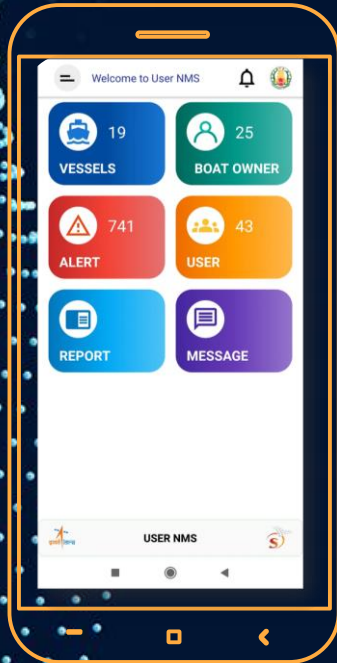 Welcome to User NMS
19
VESSELS
25
BOAT OWNER
741
ALERT
43
USER
REPORT
MESSAGE
USER NMS